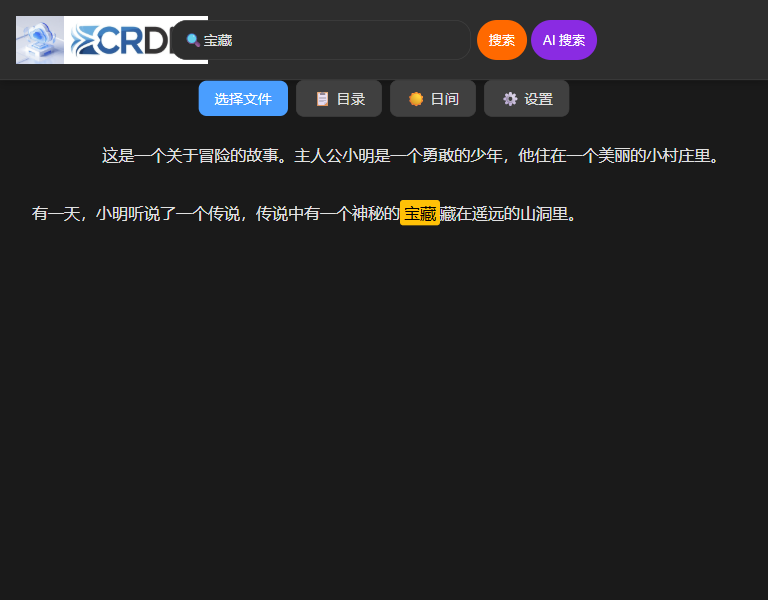 CRD
宝藏
搜索
AI 搜索
选择文件
目录
日间
设置
这是一个关于冒险的故事。主人公小明是一个勇敢的少年，他住在一个美丽的小村庄里。
有一天，小明听说了一个传说，传说中有一个神秘的宝藏藏在遥远的山洞里。